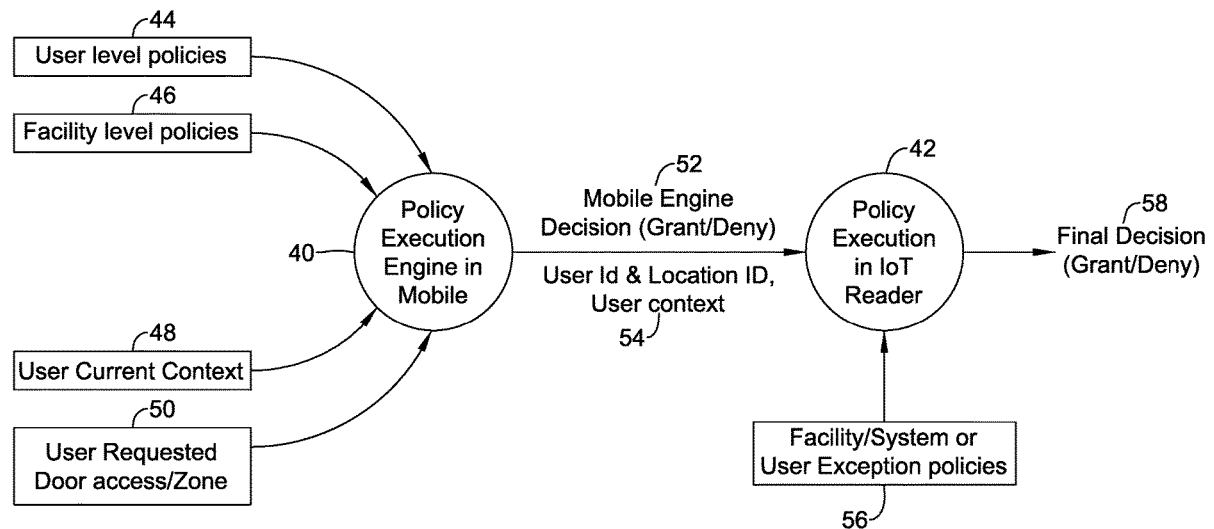 44
User level policies
46
Facility level policies
40
Policy
Execution
Engine in
Mobile
48
User Current Context
50
User Requested
Door access/Zone
52
Mobile Engine
Decision (Grant/Deny)
User Id & Location ID,
User context
54
42
Policy
Execution
in IoT
Reader
58
Final Decision
(Grant/Deny)
Facility/System or
User Exception policies
56